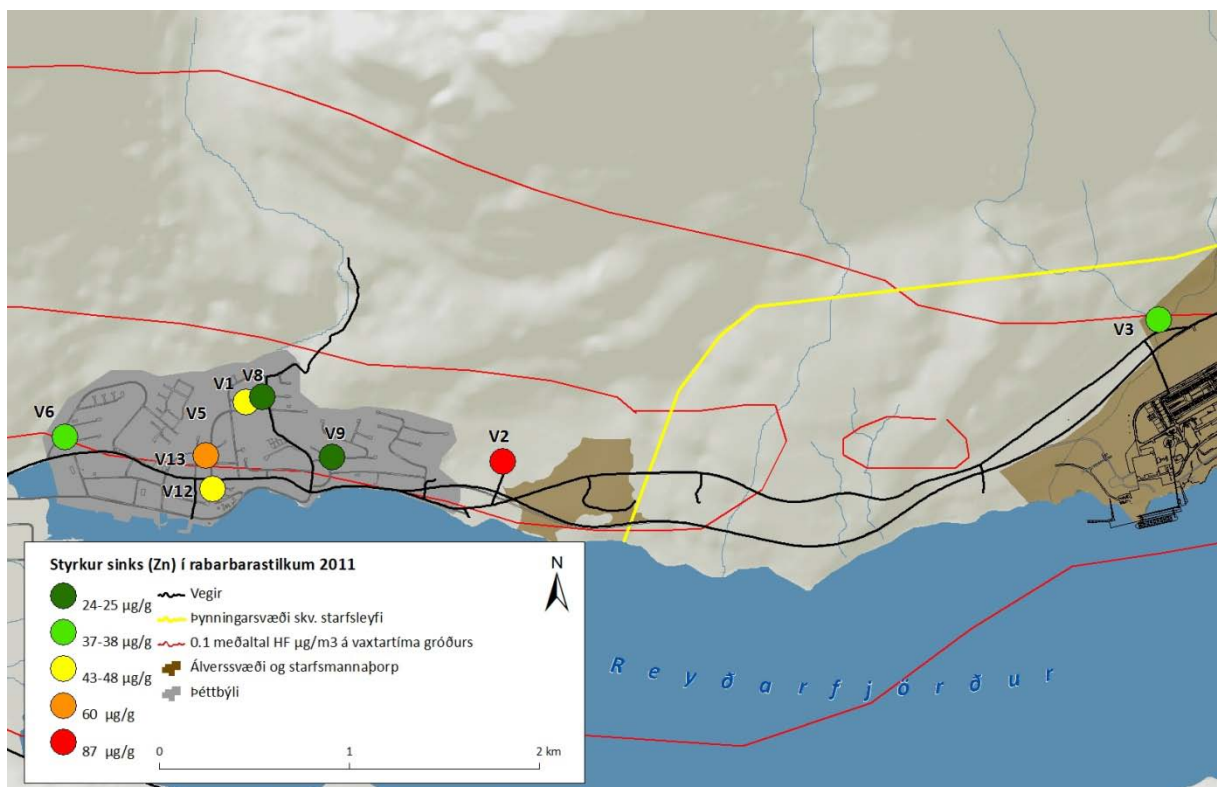 V3
V1
V8
V5
V6
V9
V2
V13
V12
Styrkur sinks (Zn) í rabarbarastilkum 2011
24-25 µg/g
37-38 µg/g
43-48 µg/g
60 µg/g
87 µg/g
Vegir
Þynningarsvæði skv. starfsleyfi
0.1 meðaltal HF µg/m3 á vaxtartíma gróðurs
Álverssvæði og starfsmannaþorp
Þéttbýli
N
0 1 2 km
Reyðarfjörður